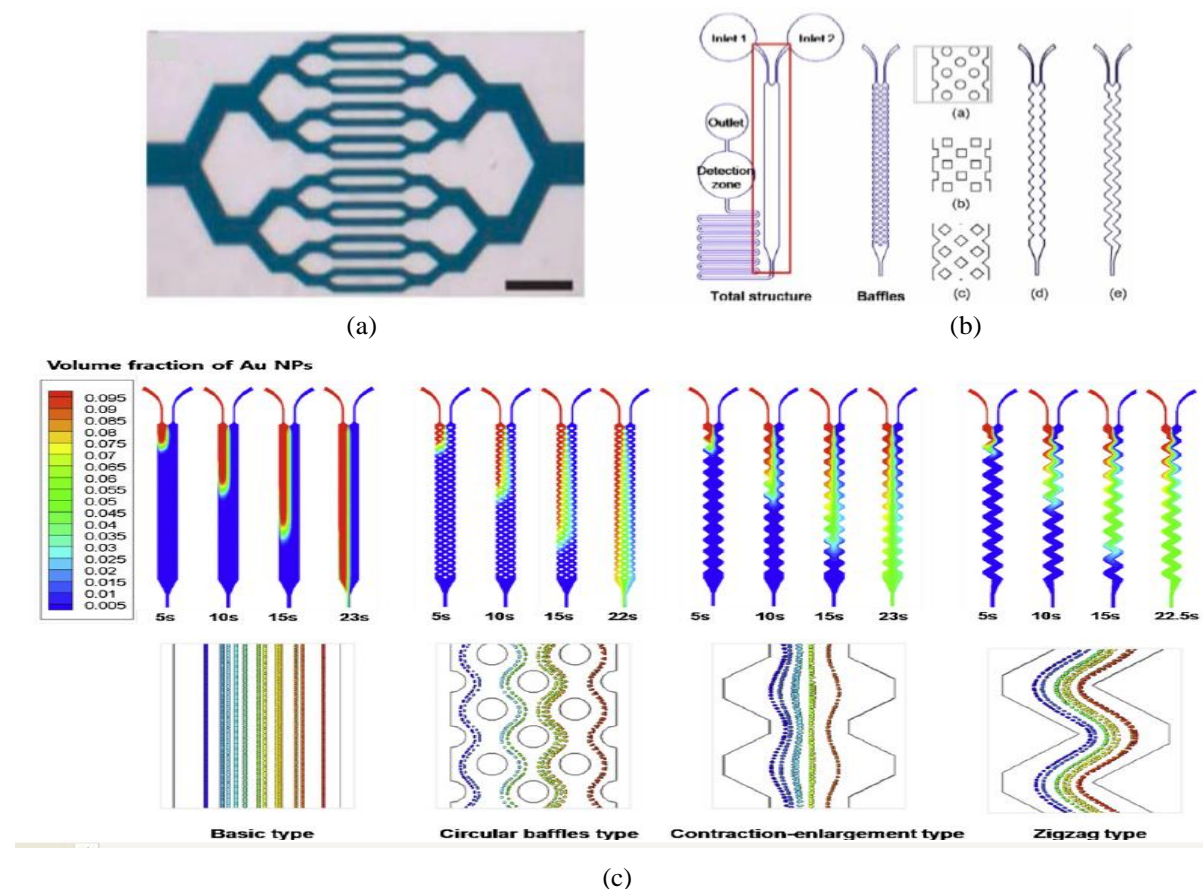 Inlet 1 Inlet 2
Outlet
Detection
zone
(a)
(b)
(c)
Total structure Baffles (d) (e)
(a) (b)
Volume fraction of Au NPs
0.095
0.09
0.085
0.08
0.075
0.07
0.065
0.06
0.055
0.05
0.045
0.04
0.035
0.03
0.025
0.02
0.015
0.01
0.005
5s 10s 15s 23s 5s 10s 15s 22s 5s 10s 15s 23s 5s 10s 15s 22.5s
Basic type Circular baffles type Contraction-enlargement type Zigzag type
(c)